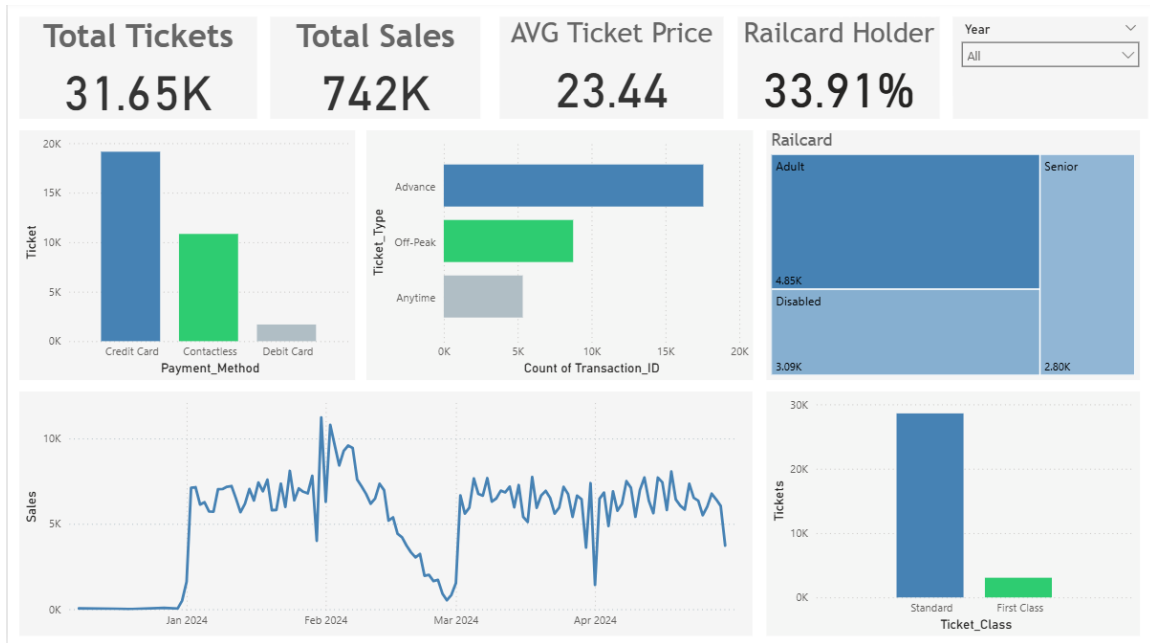 Total Tickets
31.65K
Total Sales
742K
AVG Ticket Price
23.44
Railcard Holder
33.91%
Year
All
20K
15K
10K
5K
0K
Ticket
Credit Card
Contactless
Debit Card
Payment_Method
Ticket_Type
Advance
Off-Peak
Anytime
0K
5K
10K
15K
20K
Count of Transaction_ID
Railcard
Adult
4.85K
Disabled
3.09K
Senior
2.80K
Sales
10K
5K
0K
Jan 2024
Feb 2024
Mar 2024
Apr 2024
Tickets
30K
20K
10K
0K
Standard
First Class
Ticket_Class